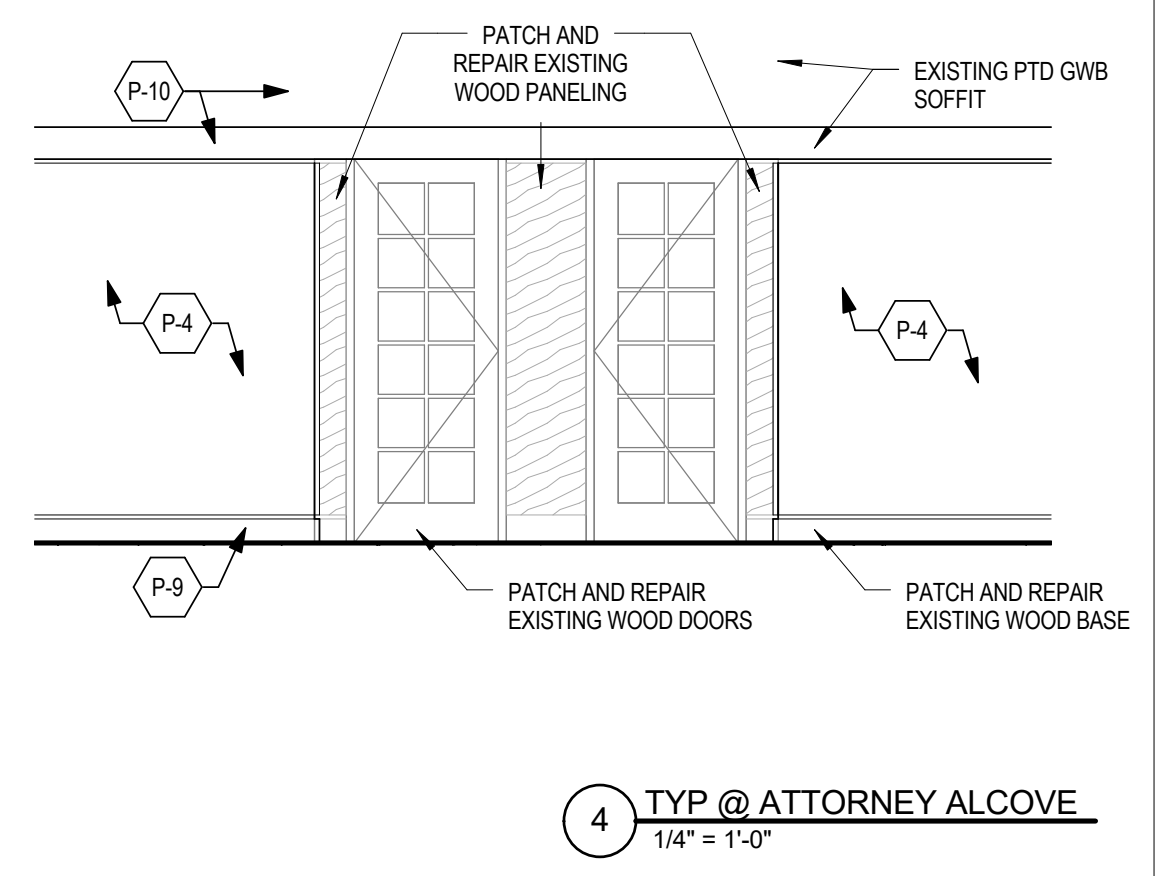 PATCH AND
REPAIR EXISTING
WOOD PANELING
EXISTING PTD GWB
SOFFIT
P-10
P-4
P-4
P-9
PATCH AND REPAIR
EXISTING WOOD DOORS
PATCH AND REPAIR
EXISTING WOOD BASE
4
TYP @ ATTORNEY ALCOVE
1/4" = 1'-0"